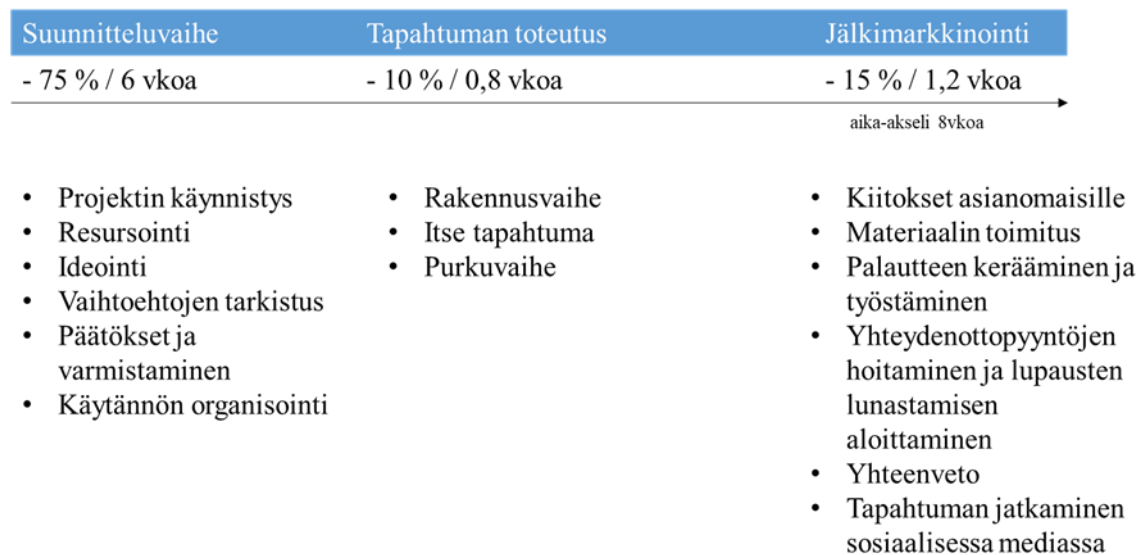 Suunnitteluvaihe Tapahtuman toteutus Jälkimarkkinointi
- 75 % / 6 vkoa - 10 % / 0,8 vkoa - 15 % / 1,2 vkoa
aika-akseli 8vkoa
• Projektin käynnistys
• Resursointi
• Ideointi
• Vaihtoehtojen tarkistus
• Päätökset ja
varmistaminen
• Käytännön organisointi
• Rakennusvaihe
• Itse tapahtuma
• Purkuvaihe
• Kiitokset asianomaisille
• Materiaalin toimitus
• Palautteen kerääminen ja
työstäminen
• Yhteydenottopyyntöjen
hoitaminen ja lupausten
lunastamisen
aloittaminen
• Yhteenveto
• Tapahtuman jatkaminen
sosiaalisessa mediassa